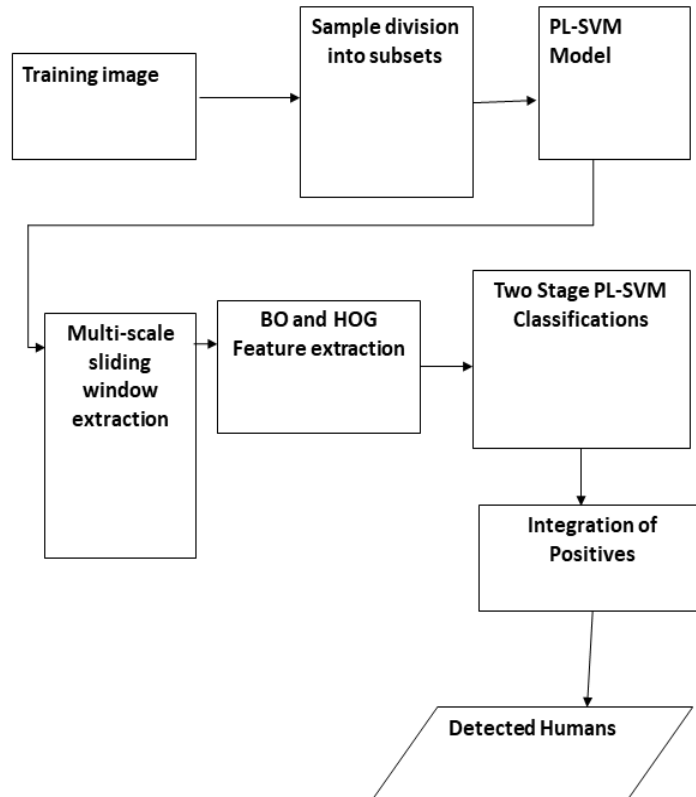 Training image
Sample division
into subsets
PL-SVM
Model
Multi-scale
sliding
window
extraction
BO and HOG
Feature extraction
Two Stage PL-SVM
Classifications
Integration of
Positives
Detected Humans